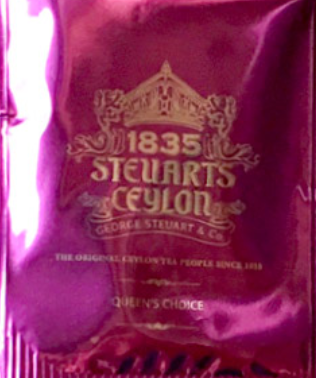 1835
STEUARTS
CEYLON
GEORGE STEUART & Co
THE ORIGINAL CEYLON TEA PEOPLE SINCE 1835
QUEEN'S CHOICE